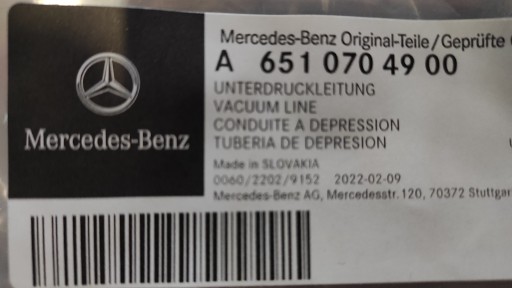 Mercedes-Benz Original-Teile/Geprüfte
A 651 070 49 00
UNTERDRUCKLEITUNG
VACUUM LINE
CONDUITE A DEPRESSION
TUBERIA DE DEPRESION
Made in SLOVAKIA
0060/2202/9152 2022-02-09
Mercedes-Benz AG, Mercedesstr. 120, 70372 Stuttgar
Mercedes-Benz